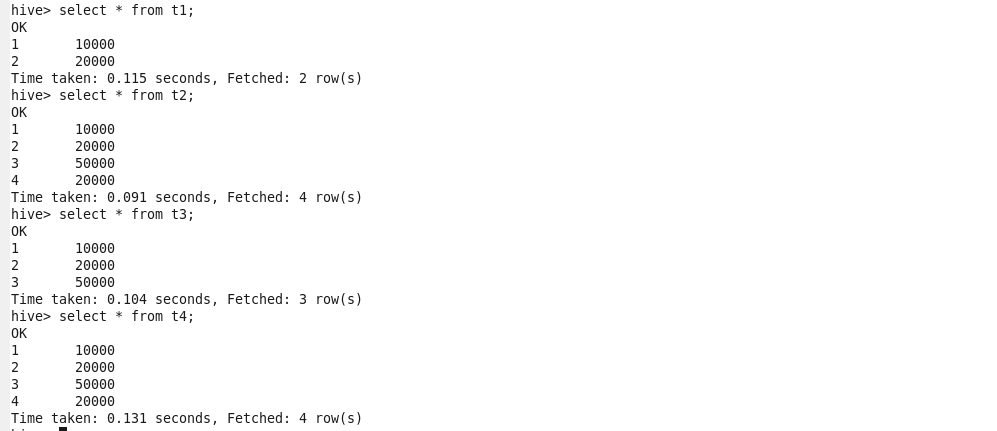 hive> select * from t1;
OK
1       10000
2       20000
Time taken: 0.115 seconds, Fetched: 2 row(s)
hive> select * from t2;
OK
1       10000
2       20000
3       50000
4       20000
Time taken: 0.091 seconds, Fetched: 4 row(s)
hive> select * from t3;
OK
1       10000
2       20000
3       50000
Time taken: 0.104 seconds, Fetched: 3 row(s)
hive> select * from t4;
OK
1       10000
2       20000
3       50000
4       20000
Time taken: 0.131 seconds, Fetched: 4 row(s)